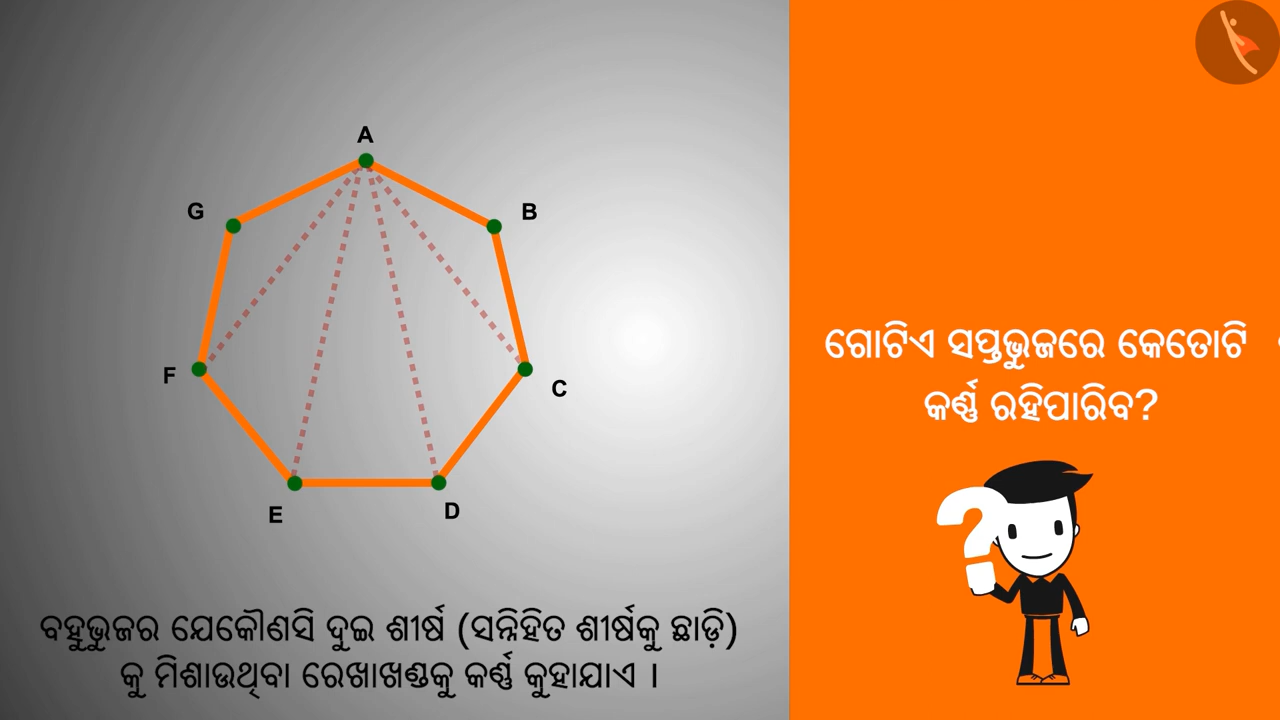 A
G
B
F
C
E
D
ବହୁଭୁଜର ଯେକୌଣସି ଦୁଇ ଶୀର୍ଷ (ସନ୍ନିହିତ ଶୀର୍ଷକୁ ଛାଡ଼ି)
କୁ ମିଶାଉଥିବା ରେଖାଖଣ୍ଡକୁ କର୍ଣ୍ଣ କୁହାଯାଏ ।
ଗୋଟିଏ ସପ୍ତଭୁଜରେ କେତୋଟି
କର୍ଣ୍ଣ ରହିପାରିବ?